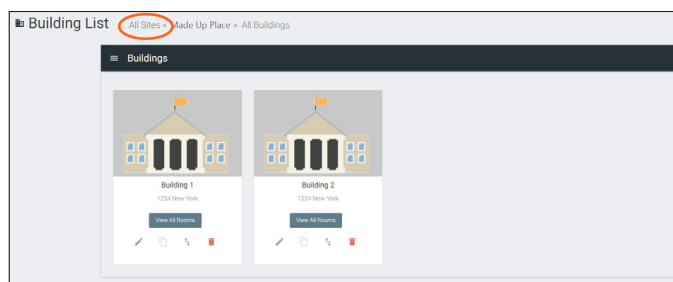 Building List All Sites » Made Up Place » All Buildings
Buildings
Building 1
1234 New York
View All Rooms
Building 2
1234 New York
View All Rooms